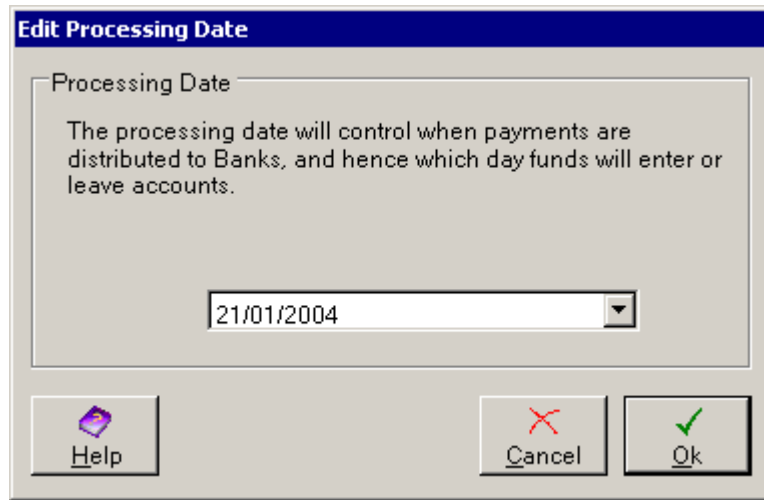 Edit Processing Date
Processing Date
The processing date will control when payments are
distributed to Banks, and hence which day funds will enter or
leave accounts.
21/01/2004
Help
Cancel
Ok